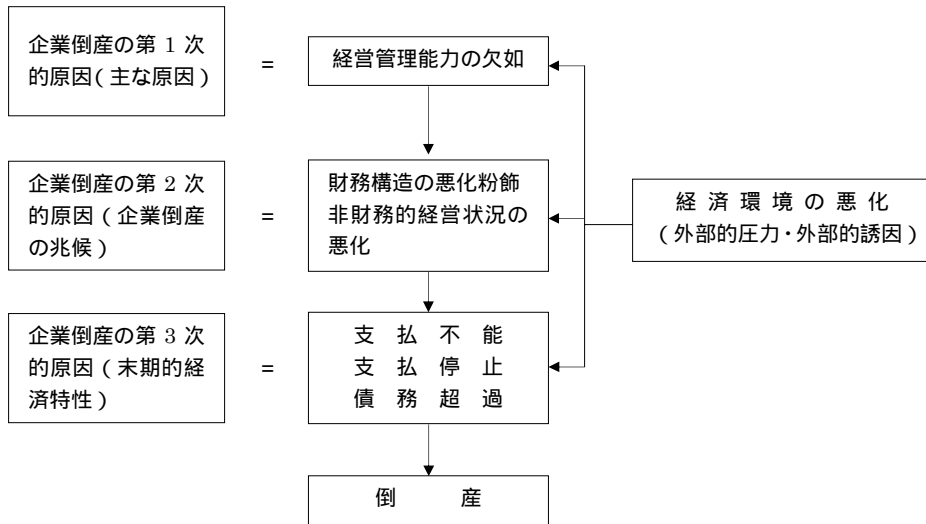 企業倒産の第 1 次
的原因(主な原因)
=
経営管理能力の欠如
企業倒産の第 2 次
的原因(企業倒産
の兆候)
=
財務構造の悪化粉飾
非財務的経営状況の
悪化
経 済 環 境 の 悪 化
(外部的圧力・外部的誘因)
企業倒産の第 3 次
的原因(末期的経
済特性)
=
支 払 不 能
支 払 停 止
債 務 超 過
倒 産